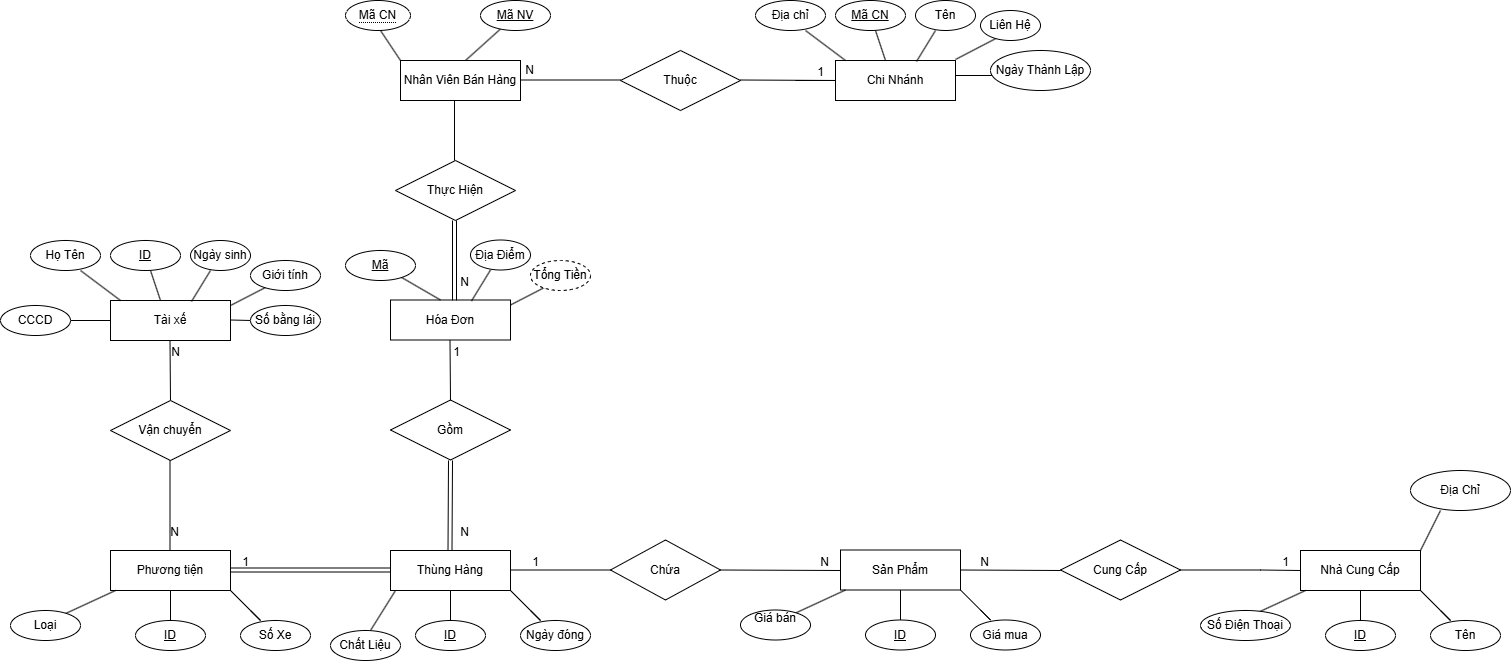 Mã CN
Mã NV
Địa chỉ
Mã CN
Tên
Liên Hệ
Nhân Viên Bán Hàng
N
Thuộc
1
Chi Nhánh
Ngày Thành Lập
Thực Hiện
Họ Tên
ID
Ngày sinh
Giới tính
Mã
Địa Điểm
Tổng Tiền
N
CCCD
Tài xế
Số bằng lái
Hóa Đơn
N
1
Vận chuyển
Gồm
Địa Chỉ
N
N
Phương tiện
1
Thùng Hàng
1
Chứa
N
Sản Phẩm
N
Cung Cấp
1
Nhà Cung Cấp
Loại
ID
Số Xe
Chất Liệu
ID
Ngày đóng
Giá bán
ID
Giá mua
Số Điện Thoại
ID
Tên